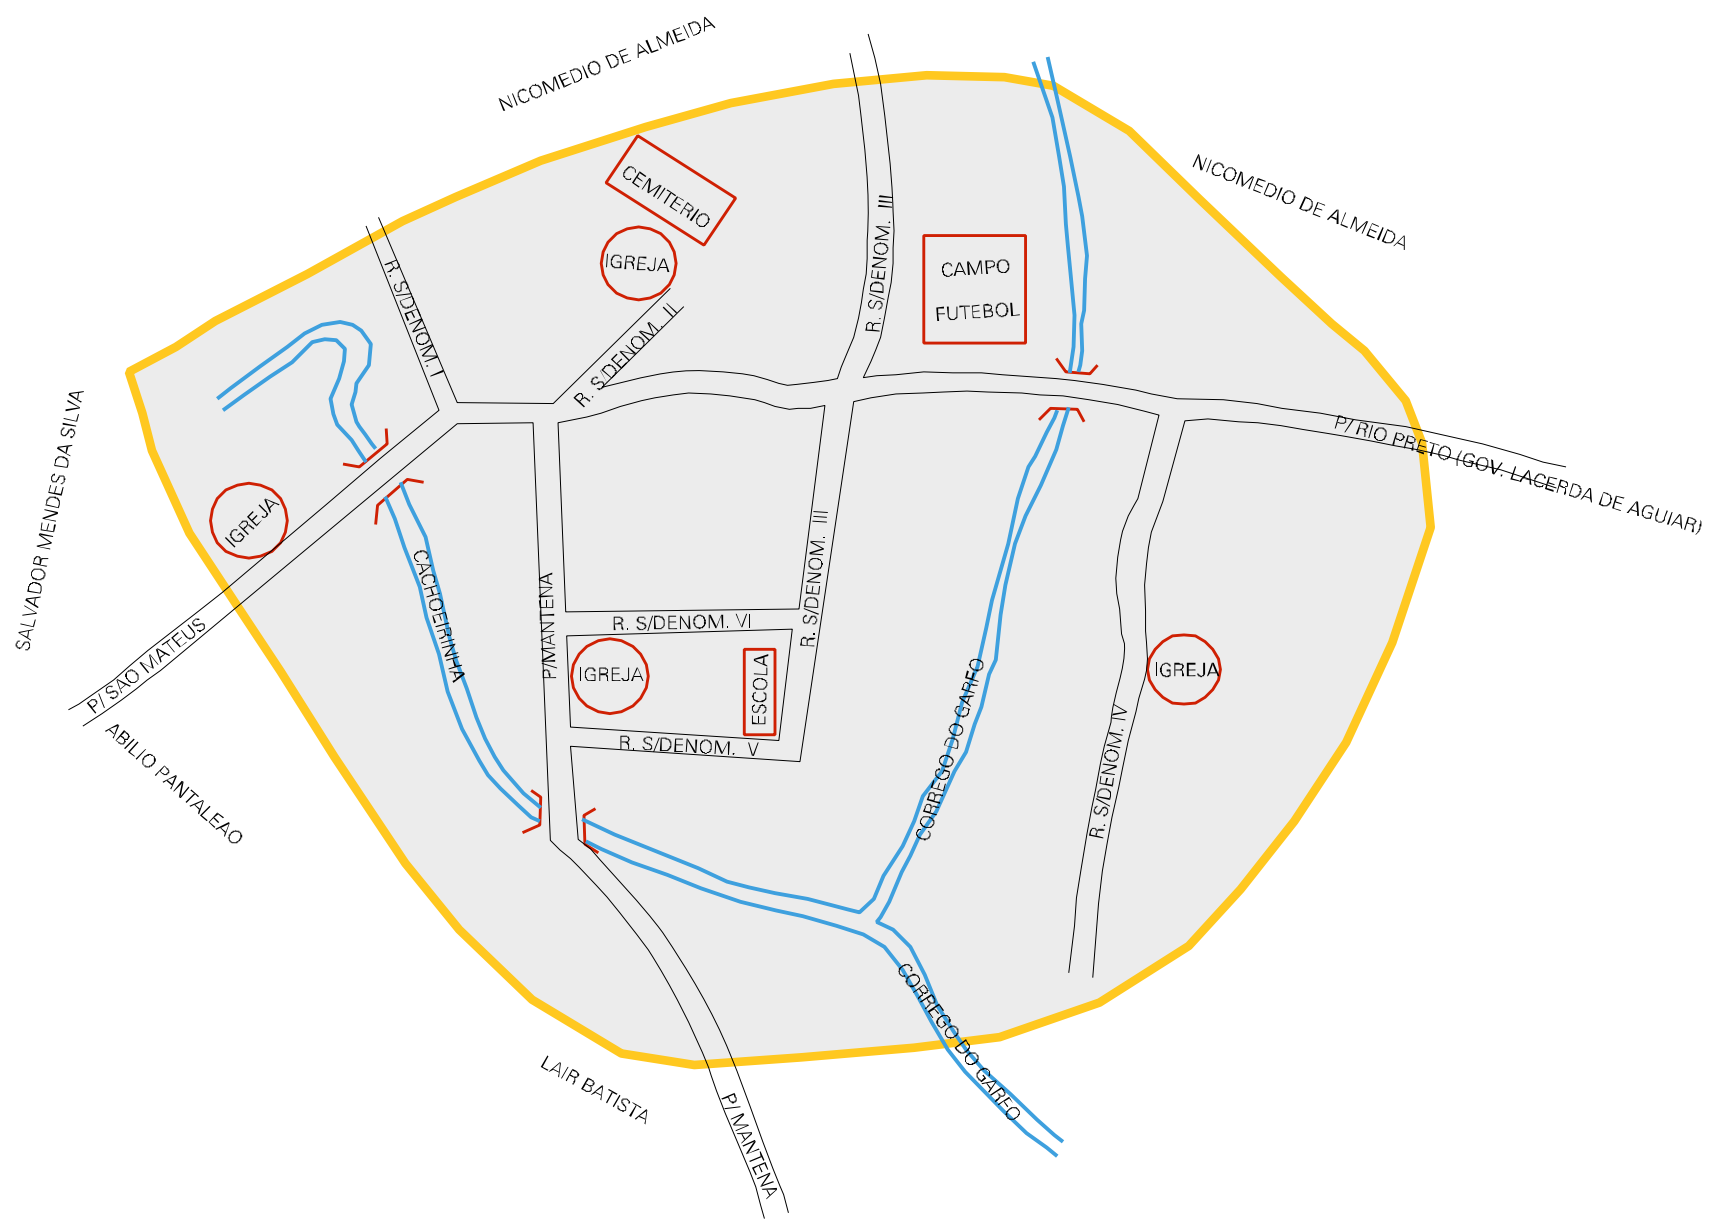 NICOMEDIO DE ALMEIDA
NICOMEDIO DE ALMEIDA
CEMITERIO
IGREJA
R. S/DENOM. III
CAMPO
FUTEBOL
R. S/DENOM. I
R. S/DENOM. II
SALVADOR MENDES DA SILVA
P/ RIO PRETO (GOV. LACERDA DE AGUIAR)
IGREJA
CACHOEIRINHA
P/MANTENA
R. S/DENOM. III
R. S/DENOM. VI
IGREJA
ESCOLA
R. S/DENOM. V
CORREGO DO GARFO
IGREJA
R. S/DENOM. IV
P/ SAO MATEUS
ABILIO PANTALEAO
CORREGO DO GARFO
LAIR BATISTA
P/MANTENA